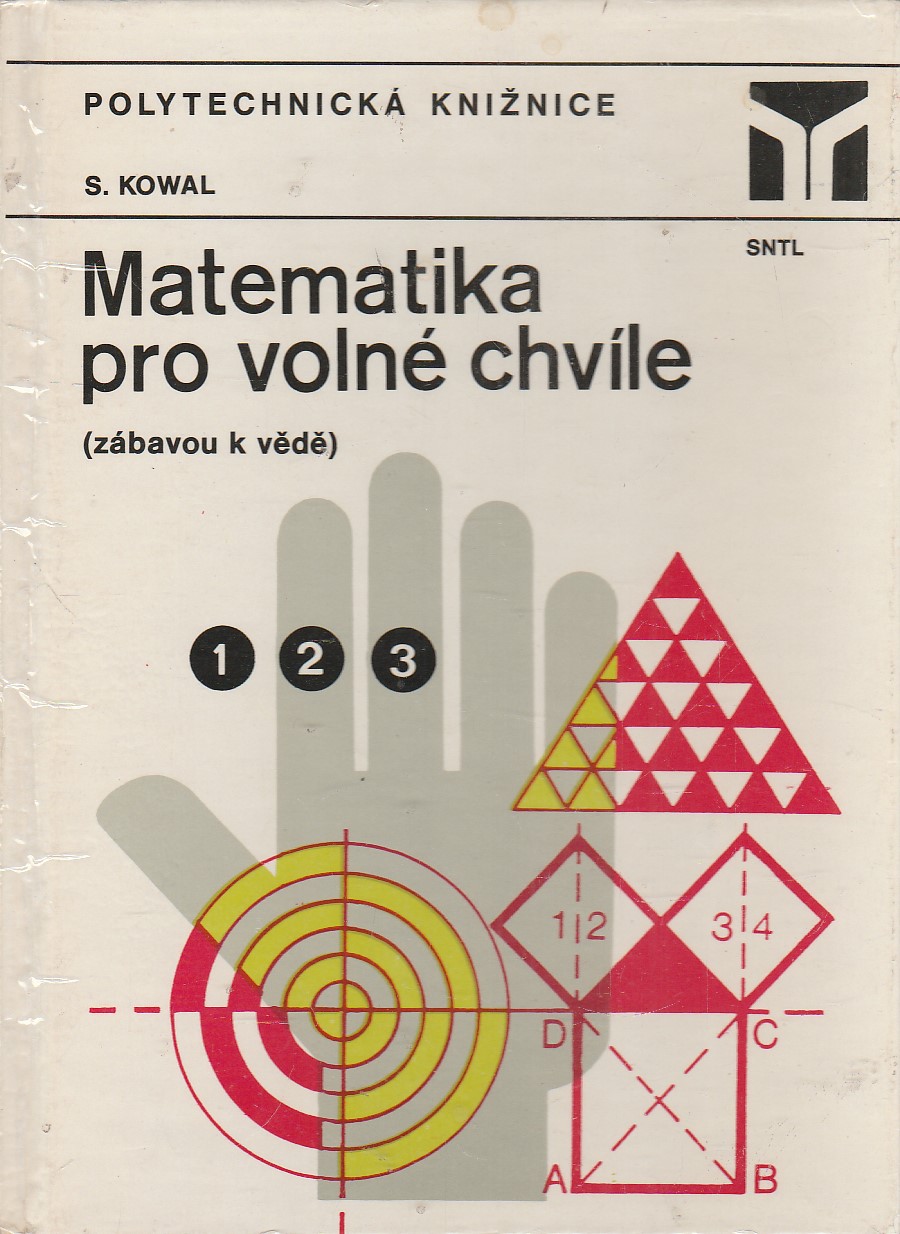 POLYTECHNICKÁ KNIŽNICE
S. KOWAL
SNTL
Matematika
pro volné chvíle
(zábavou k vědě)
1 2 3
1 2 3 4
D C
A B